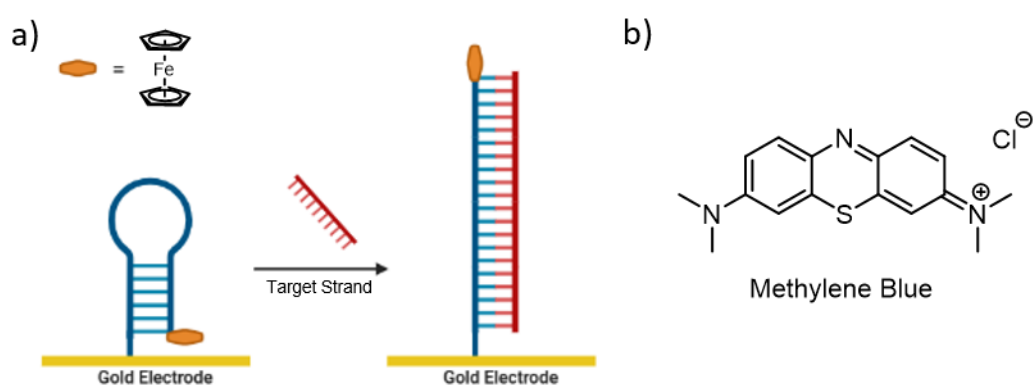 a)
=
Fe
Target Strand
Gold Electrode
Gold Electrode
b)
N
Cl⊖
N
S
⊕
N
Methylene Blue